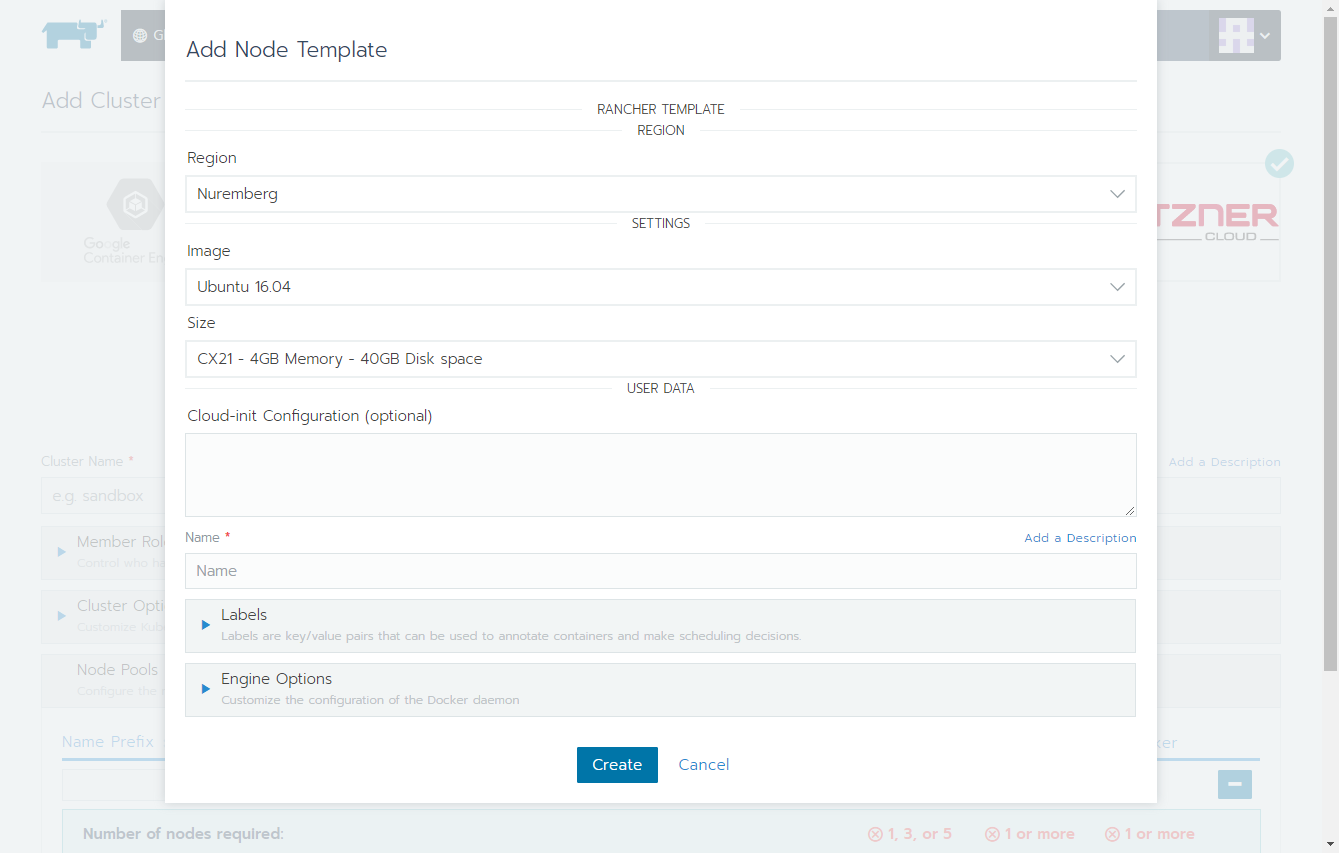 Add Node Template
RANCHER TEMPLATE
REGION
Region
Nuremberg
SETTINGS
Image
Ubuntu 16.04
Size
CX21 - 4GB Memory - 40GB Disk space
USER DATA
Cloud-init Configuration (optional)
Name *
Add a Description
Name
Labels
Labels are key/value pairs that can be used to annotate containers and make scheduling decisions.
Engine Options
Customize the configuration of the Docker daemon
Create
Cancel
Add Cluster
Google
Container En
TZNER
CLOUD
Cluster Name *
Add a Description
e.g. sandbox
Member Rol
Control who ha
Cluster Opti
Customize Kub
Node Pools
Configure the
Name Prefix
ker
Number of nodes required:
1, 3, or 5
1 or more
1 or more